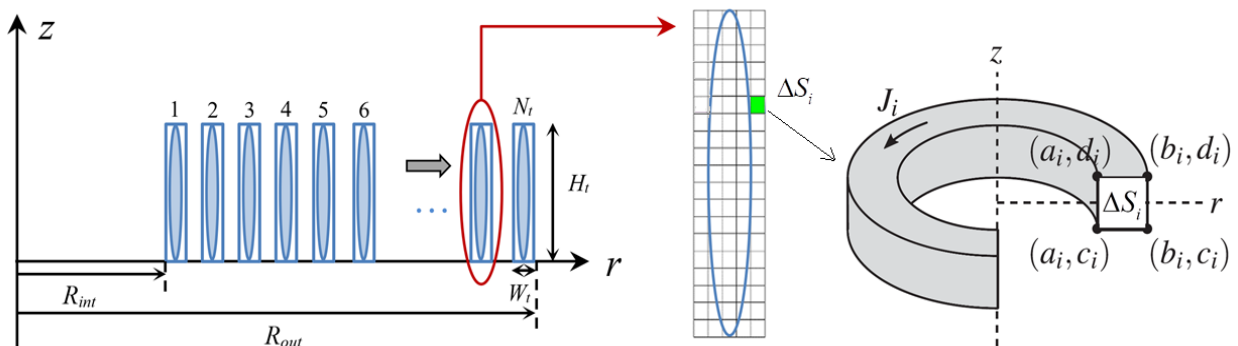 z
1 2 3 4 5 6 N_t
H_t
...
r
R_int
W_t
R_out
ΔS_i
z
J_i
(a_i, d_i) (b_i, d_i)
ΔS_i r
(a_i, c_i) (b_i, c_i)